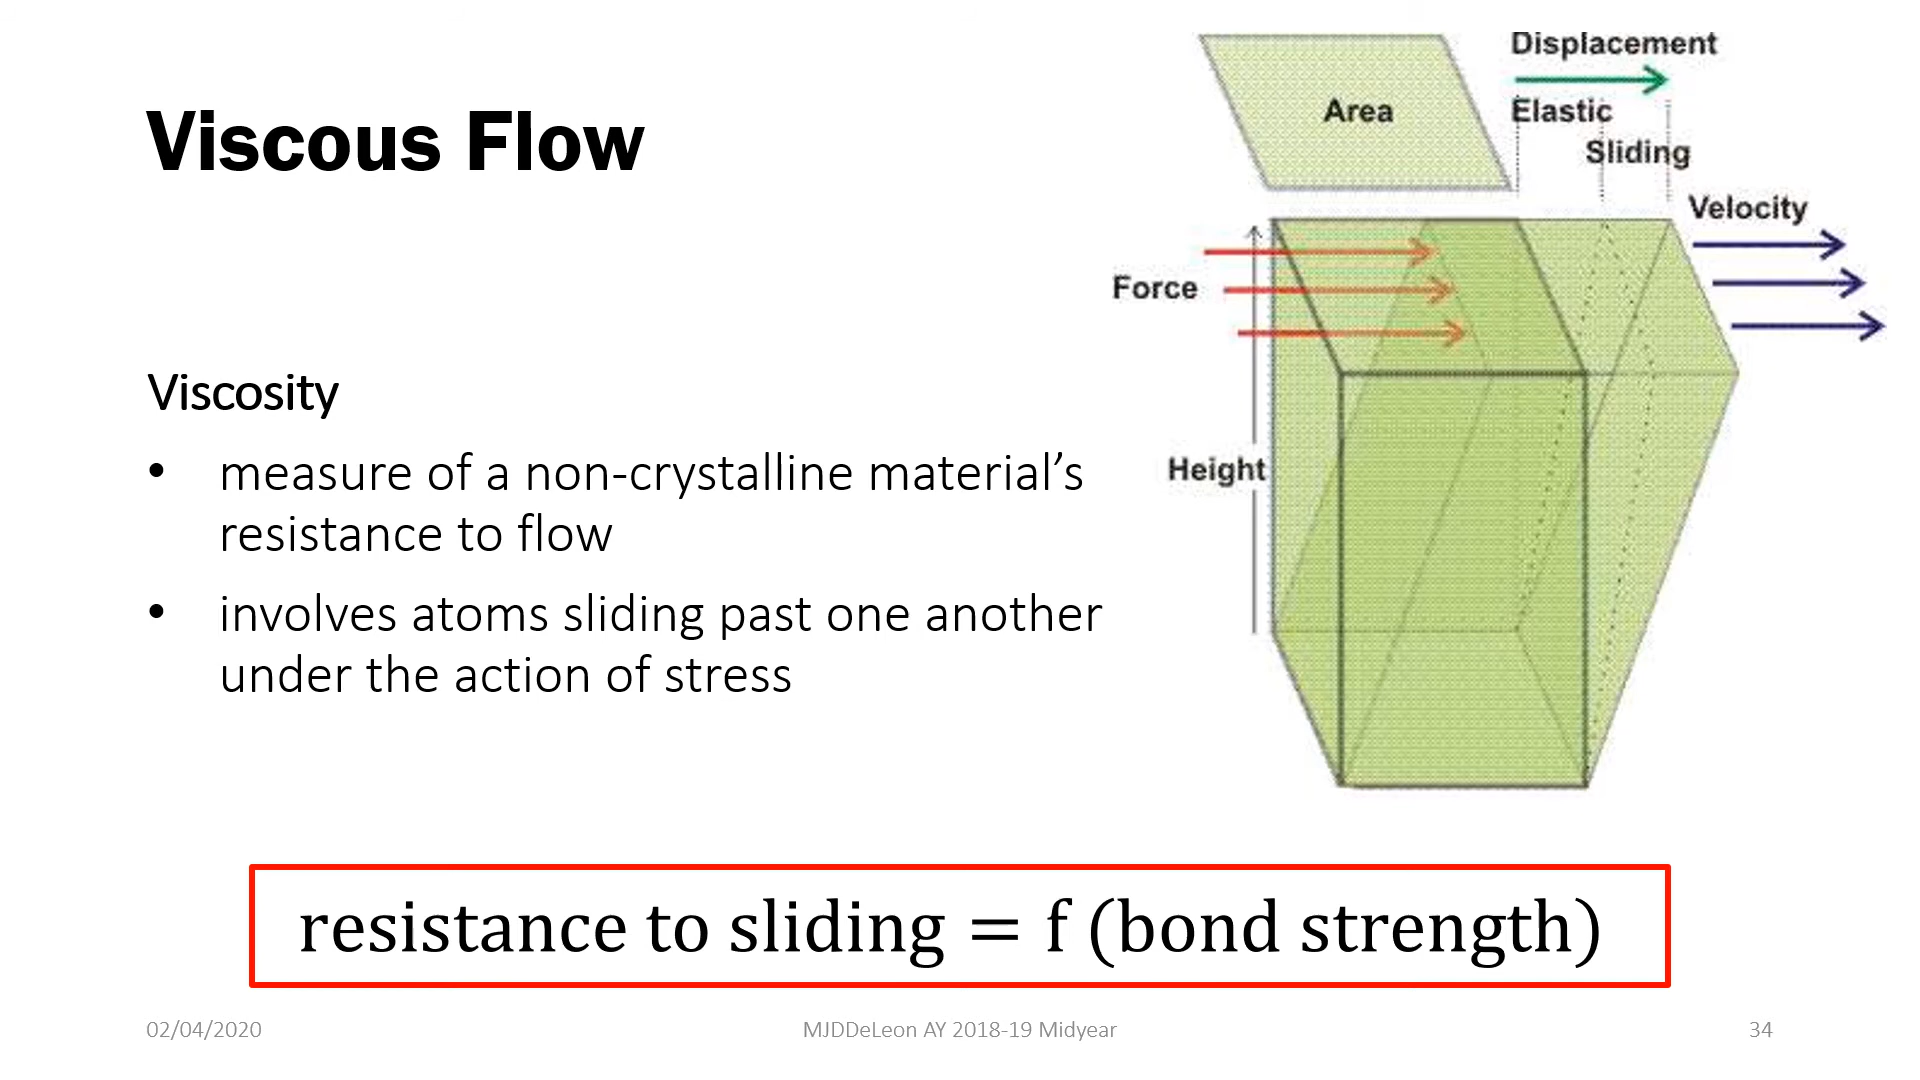 Viscous Flow
Displacement
Elastic
Sliding
Area
Velocity
Force
Height
Viscosity
• measure of a non-crystalline material’s
resistance to flow
• involves atoms sliding past one another
under the action of stress
resistance to sliding = f (bond strength)
02/04/2020
MJDDeLeon AY 2018-19 Midyear
34